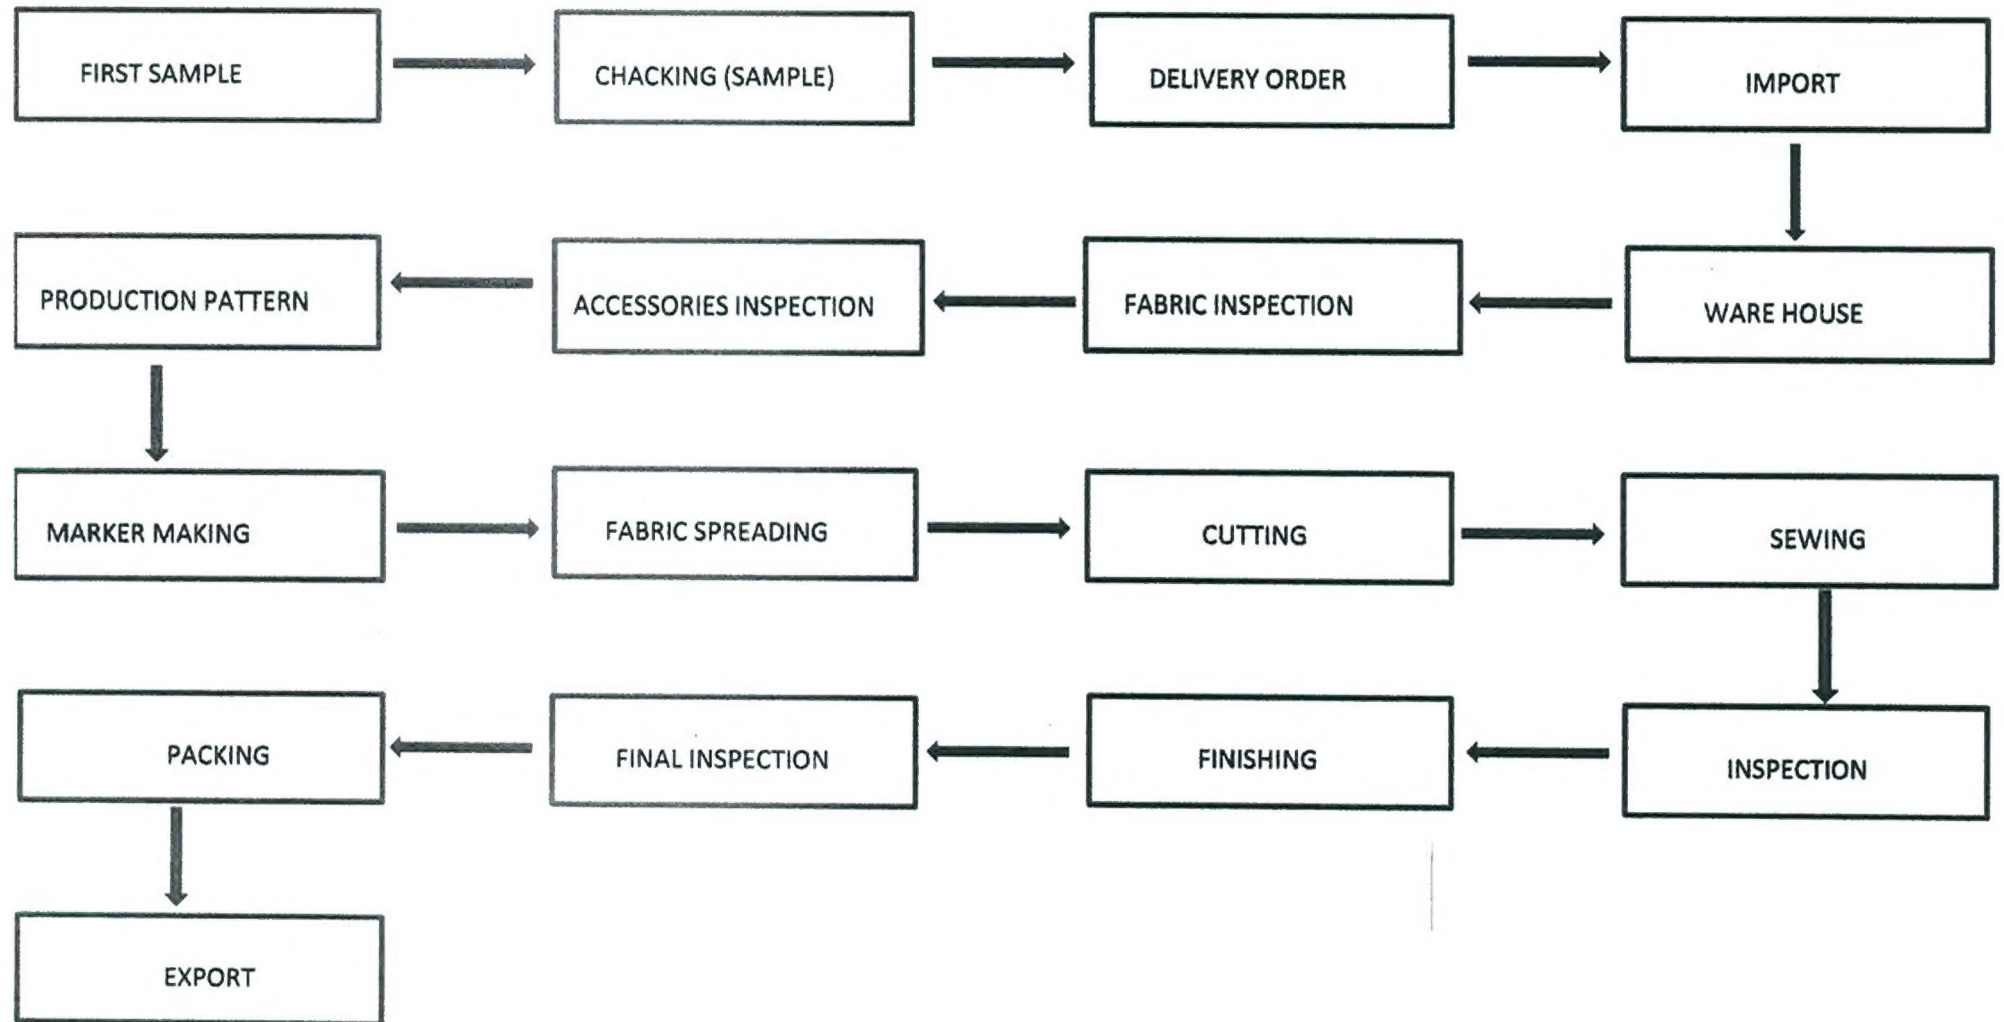 FIRST SAMPLE
CHACKING (SAMPLE)
DELIVERY ORDER
IMPORT
WARE HOUSE
FABRIC INSPECTION
ACCESSORIES INSPECTION
PRODUCTION PATTERN
MARKER MAKING
FABRIC SPREADING
CUTTING
SEWING
INSPECTION
FINISHING
FINAL INSPECTION
PACKING
EXPORT